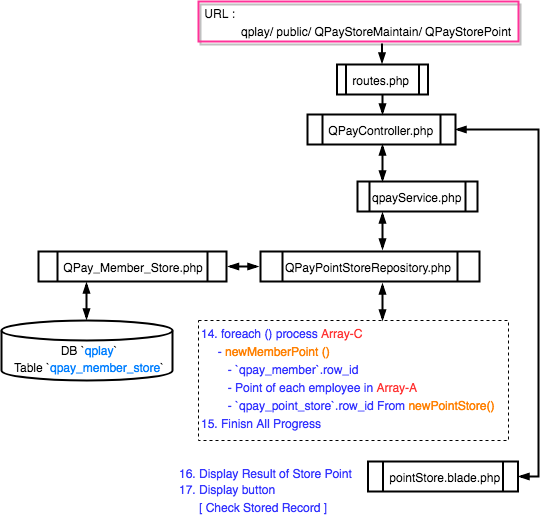 URL :
qplay/ public/ QPayStoreMaintain/ QPayStorePoint
routes.php
QPayController.php
qpayService.php
QPay_Member_Store.php
QPayPointStoreRepository.php
DB `qplay`
Table `qpay_member_store`
14. foreach () process Array-C
- newMemberPoint ()
- `qpay_member`.row_id
- Point of each employee in Array-A
- `qpay_point_store`.row_id From newPointStore()
15. Finisn All Progress
16. Display Result of Store Point
17. Display button
[ Check Stored Record ]
pointStore.blade.php